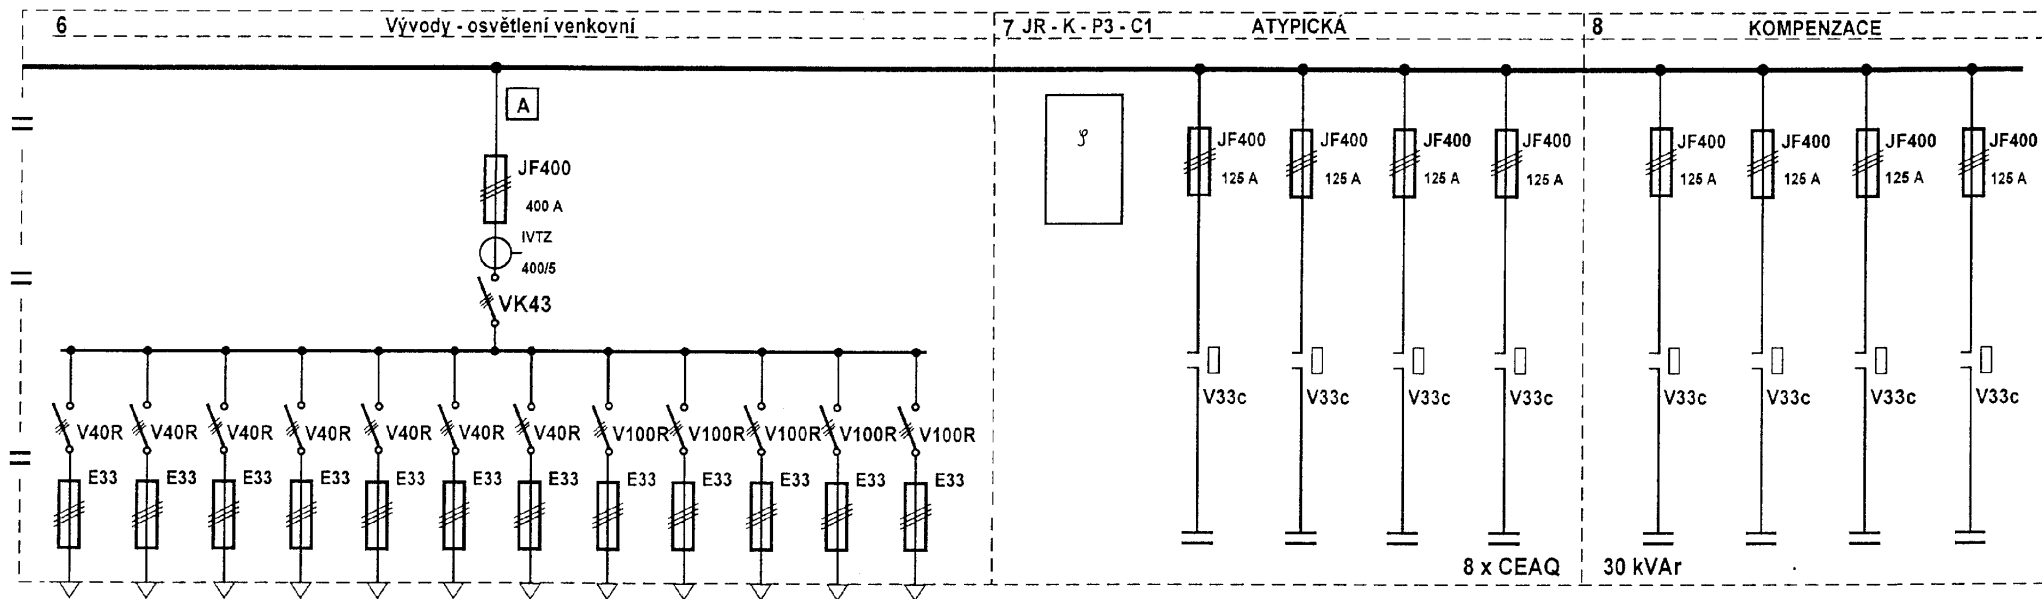 6 Vývody - osvětlení venkovní 7 JR - K - P3 - C1 ATYPICKÁ 8 KOMPENZACE
A
JF400
400 A
IVTZ
400/5
VK43
JF400 JF400 JF400 JF400 JF400 JF400 JF400 JF400
125 A 125 A 125 A 125 A 125 A 125 A 125 A 125 A
φ
V33c V33c V33c V33c V33c V33c V33c V33c
V40R V40R V40R V40R V40R V40R V40R V100R V100R V100R V100R V100R
E33 E33 E33 E33 E33 E33 E33 E33 E33 E33 E33 E33
8 x CEAQ 30 kVAr